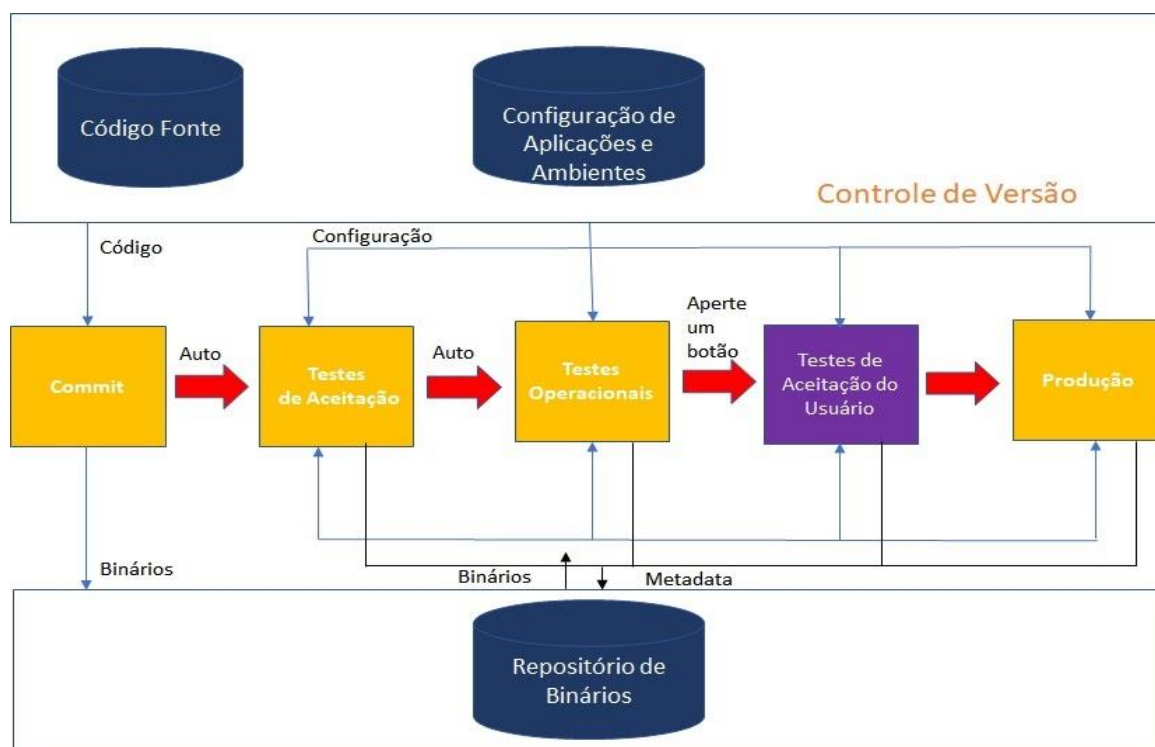 Código Fonte
Configuração de
Aplicações e
Ambientes
Controle de Versão
Código
Configuração
Commit
Auto
Testes
de Aceitação
Auto
Testes
Operacionais
Aperte
um
botão
Testes de
Aceitação do
Usuário
Produção
Binários
Binários
Metadata
Repositório de
Binários